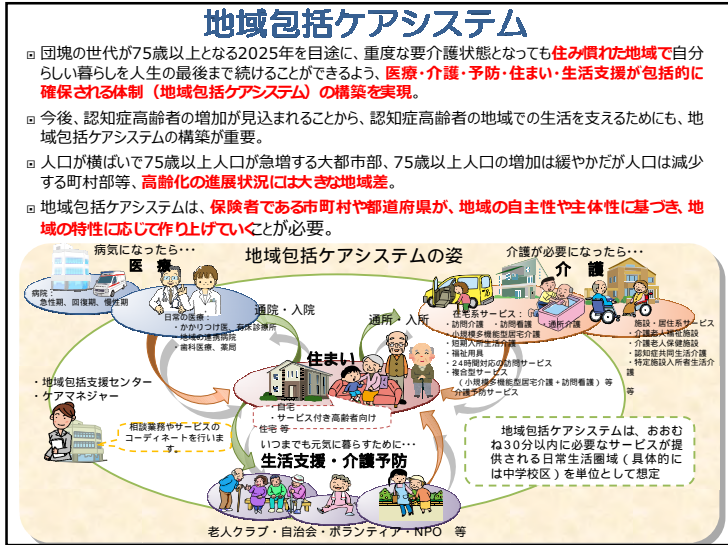 地域包括ケアシステム
団塊の世代が75歳以上となる2025年を目途に、重度な要介護状態となっても住み慣れた地域で自分
らしい暮らしを人生の最後まで続けることができるよう、医療・介護・予防・住まい・生活支援が包括的に
確保される体制（地域包括ケアシステム）の構築を実現。
今後、認知症高齢者の増加が見込まれることから、認知症高齢者の地域での生活を支えるためにも、地
域包括ケアシステムの構築が重要。
人口が横ばいで75歳以上人口が急増する大都市部、75歳以上人口の増加は緩やかだが人口は減少
する町村部等、高齢化の進展状況には大きな地域差。
地域包括ケアシステムは、保険者である市町村や都道府県が、地域の自主性や主体性に基づき、地
域の特性に応じて作り上げていくことが必要。
地域包括ケアシステムの姿
病気になったら･･･
医 療
病院：
急性期、回復期、慢性期
日常の医療：
・かかりつけ医、有床診療所
・地域の連携病院
・歯科医療、薬局
通院・入院
通所・入所
介護が必要になったら･･･
介 護
在宅系サービス：
・訪問介護 ・訪問看護 ・通所介護
・小規模多機能型居宅介護
・短期入所生活介護
・福祉用具
・24時間対応の訪問サービス
・複合型サービス
（小規模多機能型居宅介護＋訪問看護）等
介護予防サービス
施設・居住系サービス
・介護老人福祉施設
・介護老人保健施設
・認知症共同生活介護
・特定施設入所者生活介
護
等
住まい
・自宅
・サービス付き高齢者向け
住宅 等
・地域包括支援センター
・ケアマネジャー
相談業務やサービスの
コーディネートを行いま
す。
いつまでも元気に暮らすために･･･
生活支援・介護予防
老人クラブ・自治会・ボランティア・NPO 等
地域包括ケアシステムは、おおむ
ね30分以内に必要なサービスが提
供される日常生活圏域（具体的に
は中学校区）を単位として想定